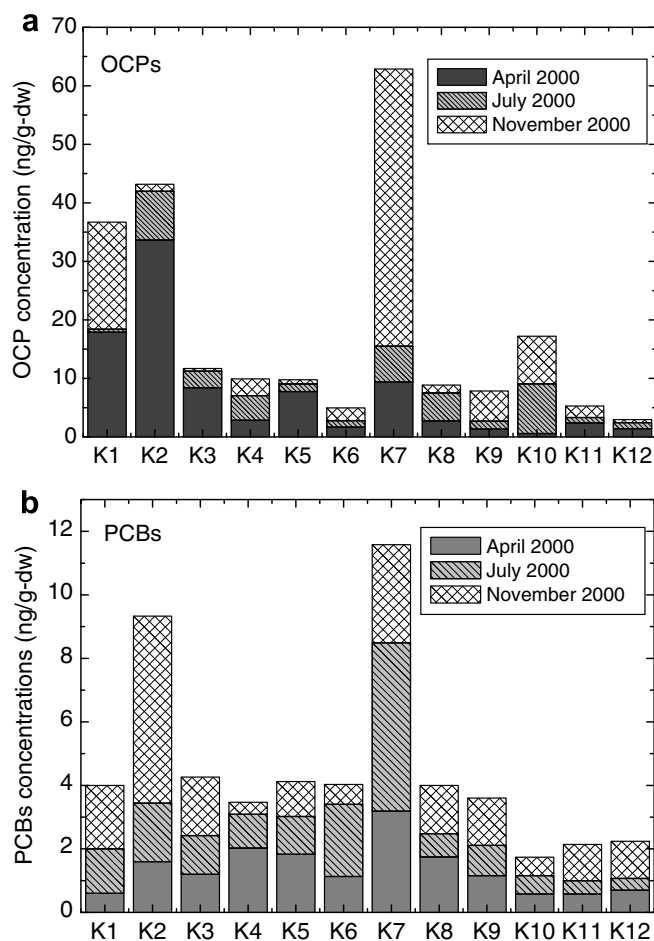 a
70
OCPs
April 2000
July 2000
November 2000
60
50
40
30
20
10
0
OCP concentration (ng/g-dw)
K1 K2 K3 K4 K5 K6 K7 K8 K9 K10 K11 K12
b
PCBs
April 2000
July 2000
November 2000
12
10
8
6
4
2
0
PCBs concentrations (ng/g-dw)
K1 K2 K3 K4 K5 K6 K7 K8 K9 K10 K11 K12